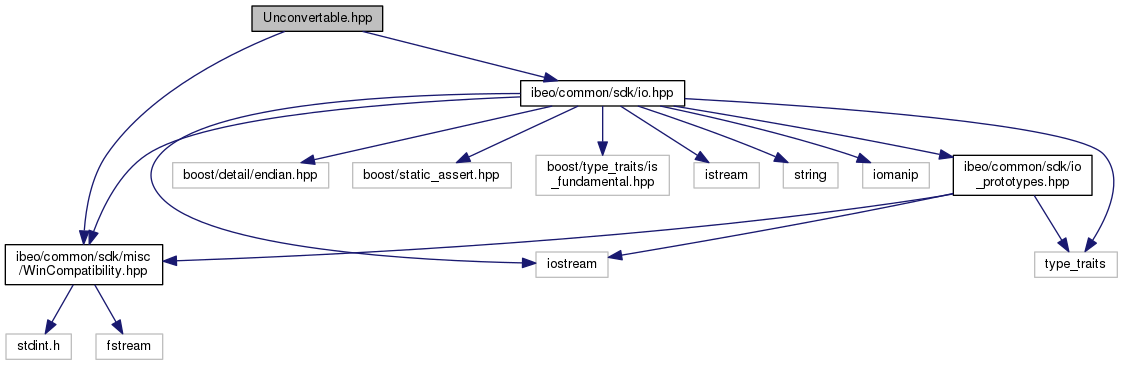 Unconvertable.hpp
ibeo/common/sdk/io.hpp
boost/detail/endian.hpp
boost/static_assert.hpp
boost/type_traits/is
_fundamental.hpp
istream
string
iomanip
ibeo/common/sdk/io
_prototypes.hpp
ibeo/common/sdk/misc
/WinCompatibility.hpp
iostream
type_traits
stdint.h
fstream